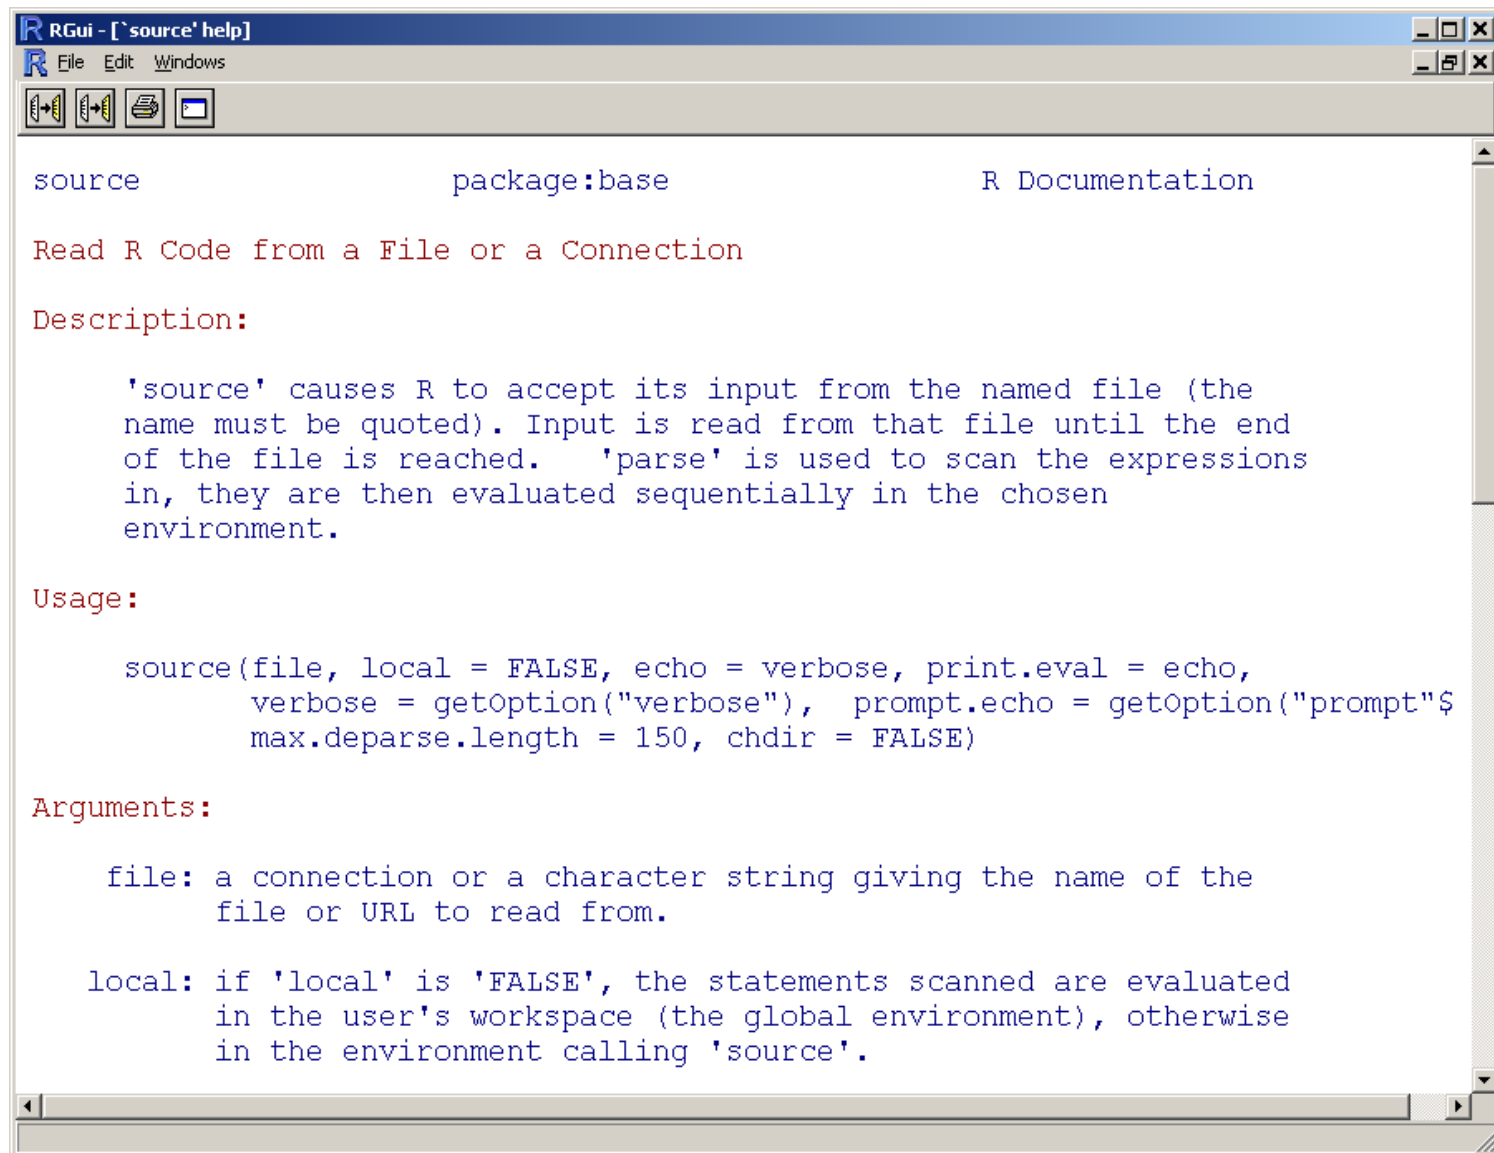 RGui - [`source' help]
File Edit Windows
source package:base R Documentation
Read R Code from a File or a Connection
Description:
'source' causes R to accept its input from the named file (the
name must be quoted). Input is read from that file until the end
of the file is reached.   'parse' is used to scan the expressions
in, they are then evaluated sequentially in the chosen
environment.
Usage:
source(file, local = FALSE, echo = verbose, print.eval = echo,
verbose = getOption("verbose"),  prompt.echo = getOption("prompt"$
max.deparse.length = 150, chdir = FALSE)
Arguments:
file: a connection or a character string giving the name of the
file or URL to read from.
local: if 'local' is 'FALSE', the statements scanned are evaluated
in the user's workspace (the global environment), otherwise
in the environment calling 'source'.